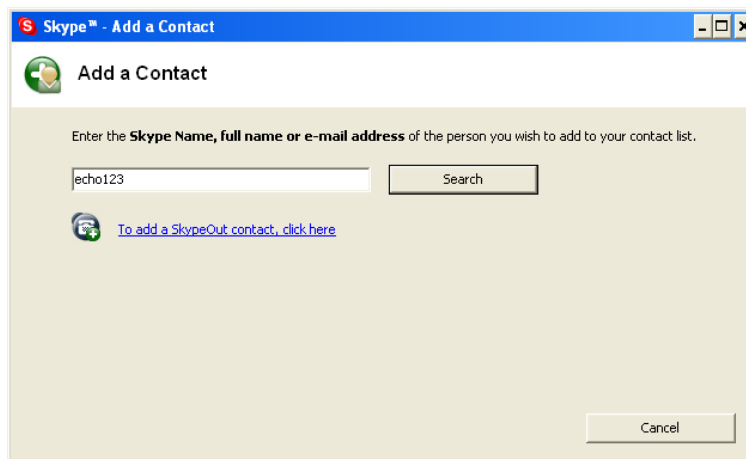 Skype™ - Add a Contact
Add a Contact
Enter the Skype Name, full name or e-mail address of the person you wish to add to your contact list.
echo123
Search
To add a SkypeOut contact, click here
Cancel